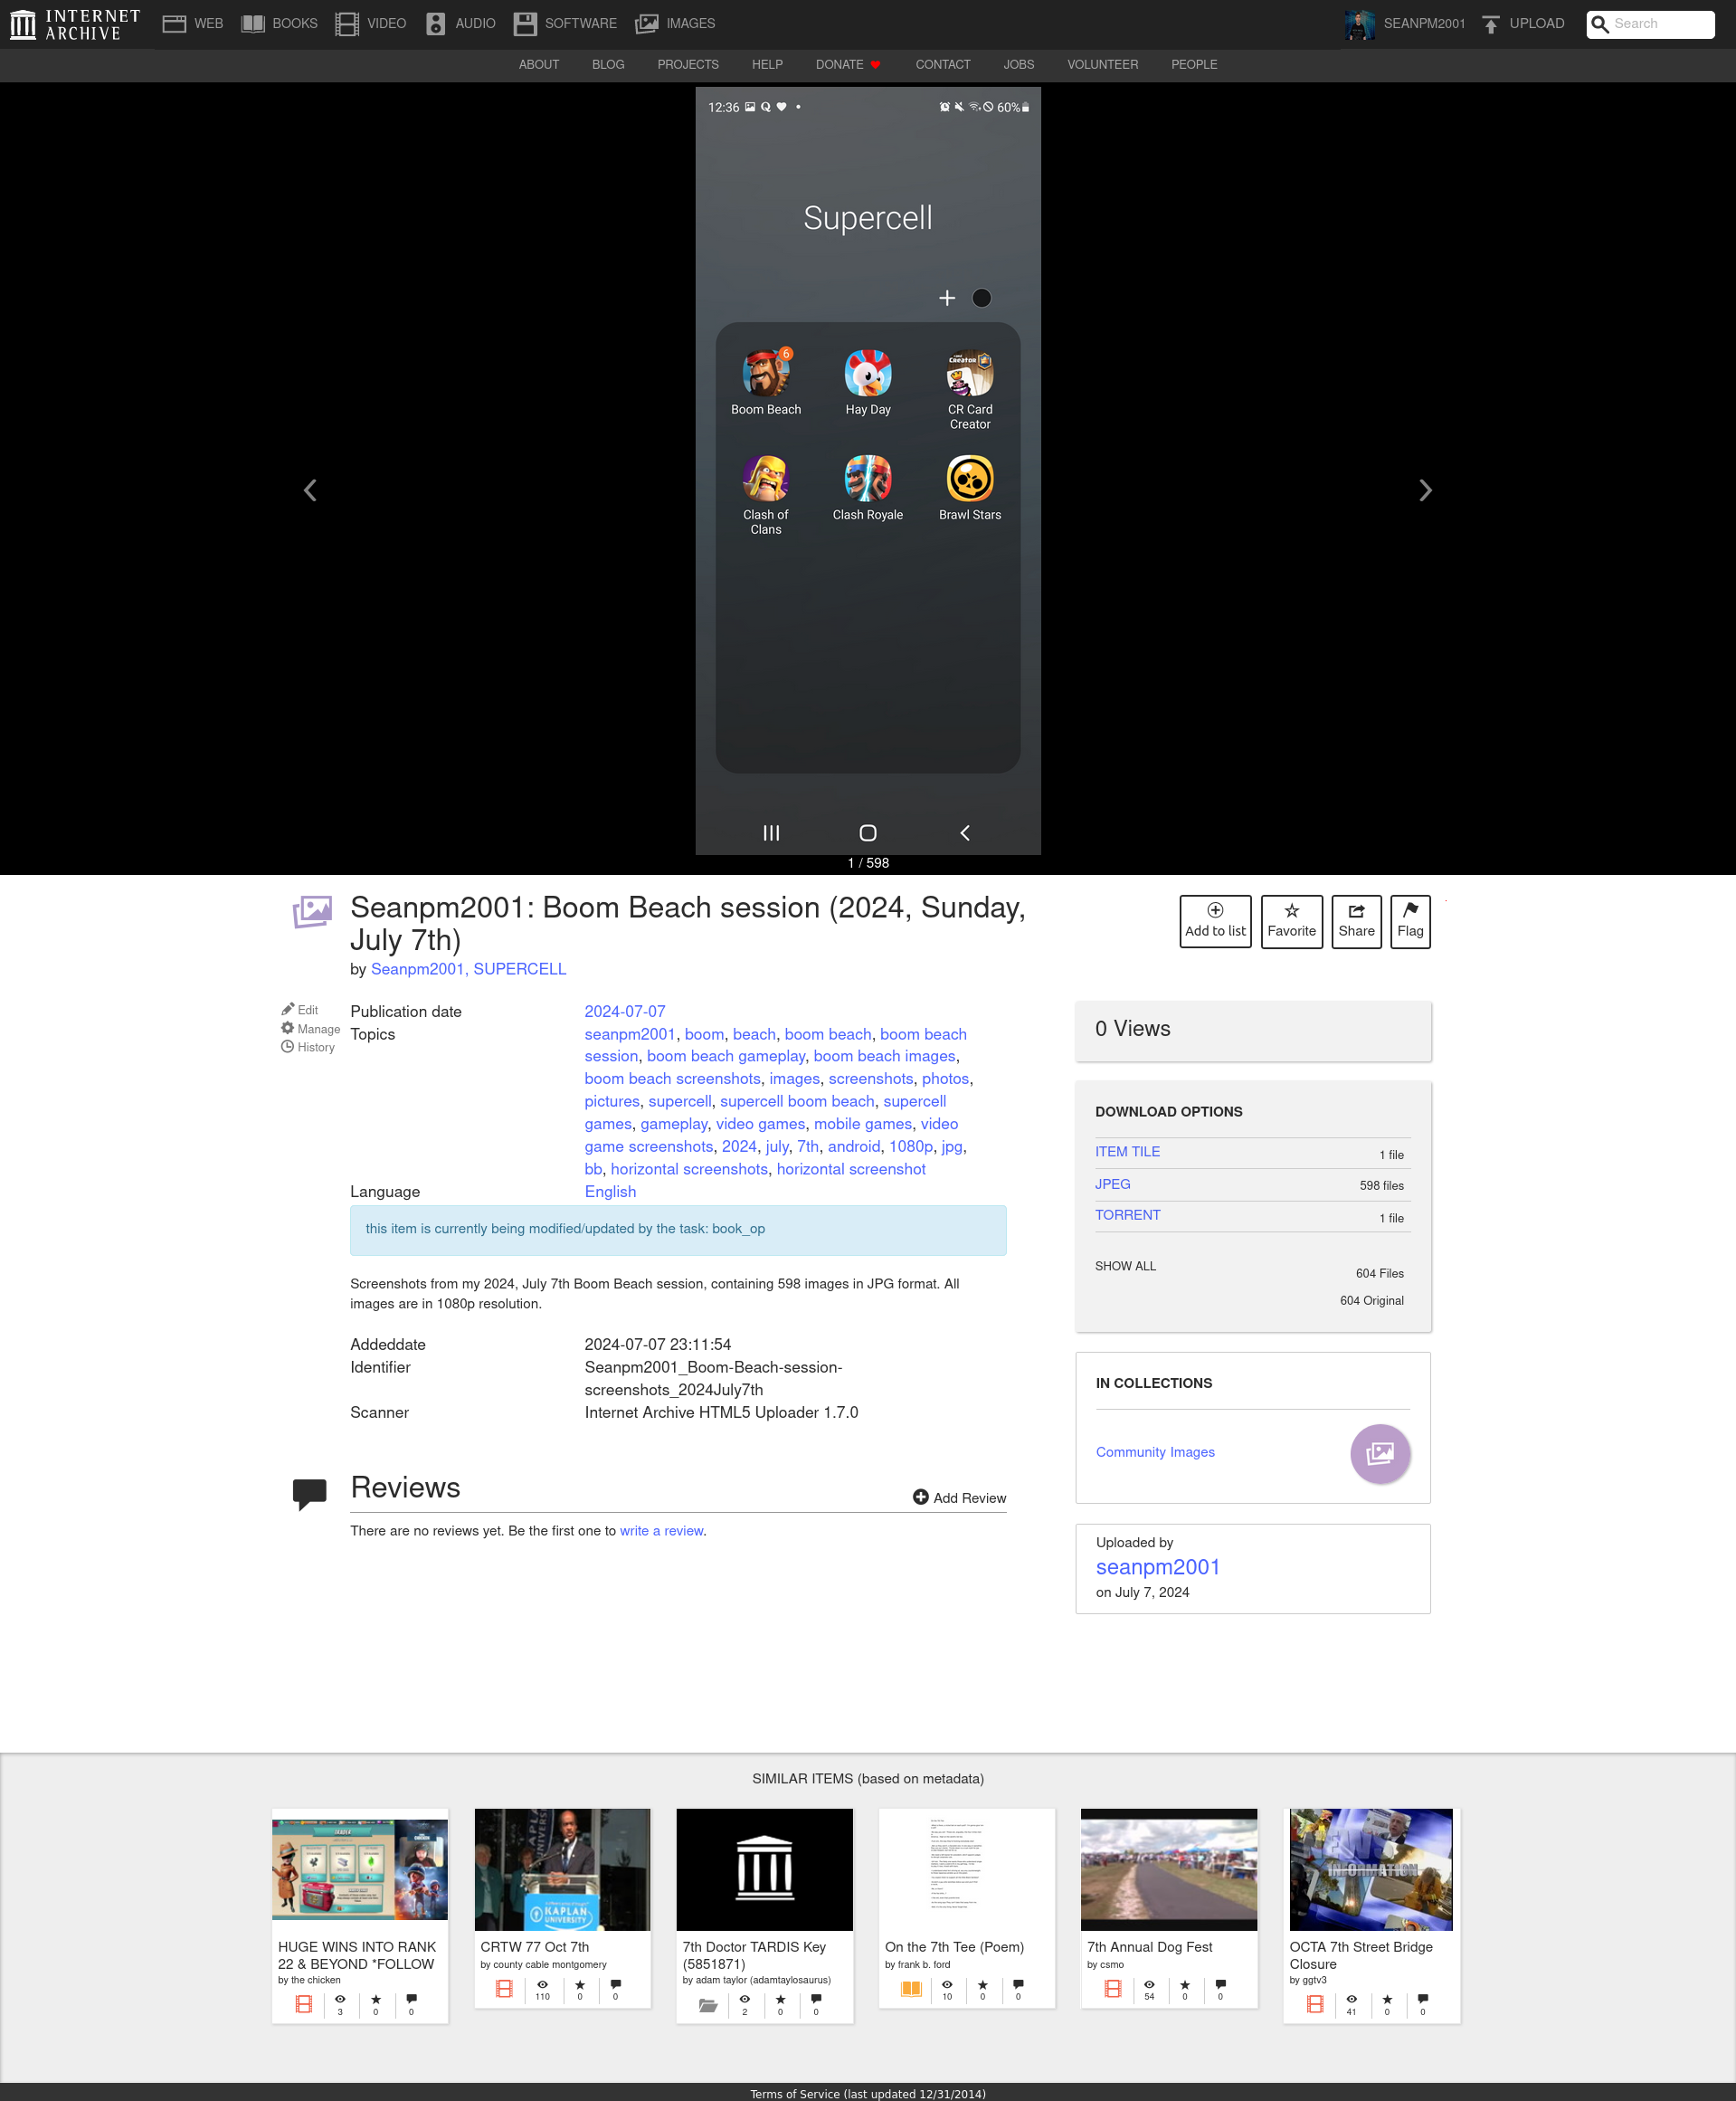 INTERNET ARCHIVE
WEB BOOKS VIDEO AUDIO SOFTWARE IMAGES
SEANPM2001 UPLOAD Search
ABOUT BLOG PROJECTS HELP DONATE CONTACT JOBS VOLUNTEER PEOPLE
12:36 60%
Supercell
6
Boom Beach Hay Day CR Card
Creator
Clash of Clash Royale Brawl Stars
Clans
1 / 598
Seanpm2001: Boom Beach session (2024, Sunday,
July 7th)
by Seanpm2001, SUPERCELL
Add to list Favorite Share Flag
Edit
Manage
History
Publication date 2024-07-07
Topics seanpm2001, boom, beach, boom beach, boom beach
session, boom beach gameplay, boom beach images,
boom beach screenshots, images, screenshots, photos,
pictures, supercell, supercell boom beach, supercell
games, gameplay, video games, mobile games, video
game screenshots, 2024, july, 7th, android, 1080p, jpg,
bb, horizontal screenshots, horizontal screenshot
Language English
this item is currently being modified/updated by the task: book_op
Screenshots from my 2024, July 7th Boom Beach session, containing 598 images in JPG format. All
images are in 1080p resolution.
Addeddate 2024-07-07 23:11:54
Identifier Seanpm2001_Boom-Beach-session-
screenshots_2024July7th
Scanner Internet Archive HTML5 Uploader 1.7.0
Reviews
Add Review
There are no reviews yet. Be the first one to write a review.
0 Views
DOWNLOAD OPTIONS
ITEM TILE 1 file
JPEG 598 files
TORRENT 1 file
SHOW ALL 604 Files
604 Original
IN COLLECTIONS
Community Images
Uploaded by
seanpm2001
on July 7, 2024
SIMILAR ITEMS (based on metadata)
HUGE WINS INTO RANK
22 & BEYOND *FOLLOW
by the chicken
3 0 0
KAPLAN
UNIVERSITY
CRTW 77 Oct 7th
by county cable montgomery
110 0 0
7th Doctor TARDIS Key
(5851871)
by adam taylor (adamtaylosaurus)
2 0 0
On the 7th Tee (Poem)
by frank b. ford
10 0 0
7th Annual Dog Fest
by csmo
54 0 0
INFORMATION
OCTA 7th Street Bridge
Closure
by ggtv3
41 0 0
Terms of Service (last updated 12/31/2014)